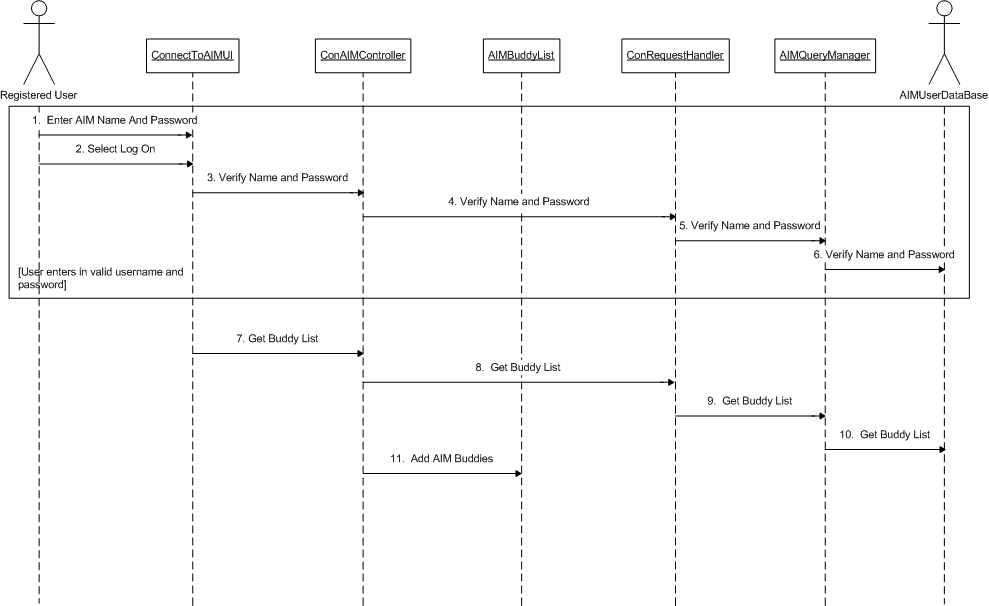 ConnectToAIMUI
ConAIMController
AIMBuddyList
ConRequestHandler
AIMQueryManager
Registered User
AIMUserDataBase
1. Enter AIM Name And Password
2. Select Log On
3. Verify Name and Password
4. Verify Name and Password
5. Verify Name and Password
6. Verify Name and Password
[User enters in valid username and
password]
7. Get Buddy List
8. Get Buddy List
9. Get Buddy List
10. Get Buddy List
11. Add AIM Buddies